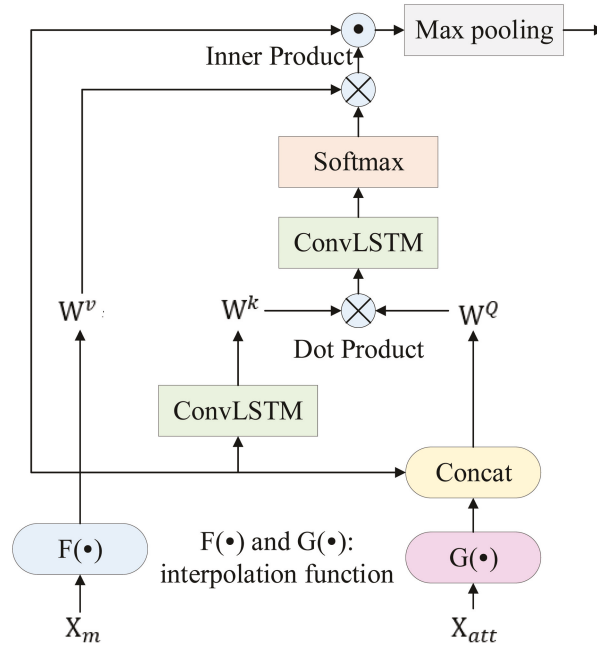 Max pooling
Inner Product
Softmax
ConvLSTM
W^v
W^k
W^Q
Dot Product
ConvLSTM
Concat
F(•)
F(•) and G(•):
interpolation function
G(•)
X_m
X_att